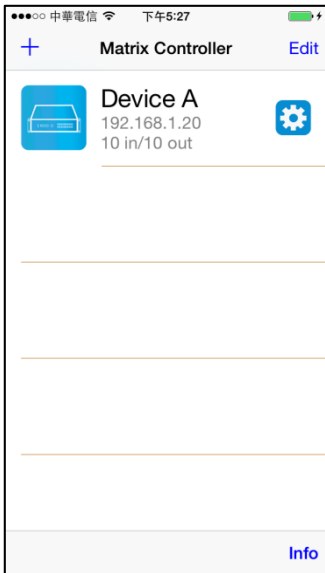 中華電信 下午5:27
+ Matrix Controller Edit
Device A
192.168.1.20
10 in/10 out
Info